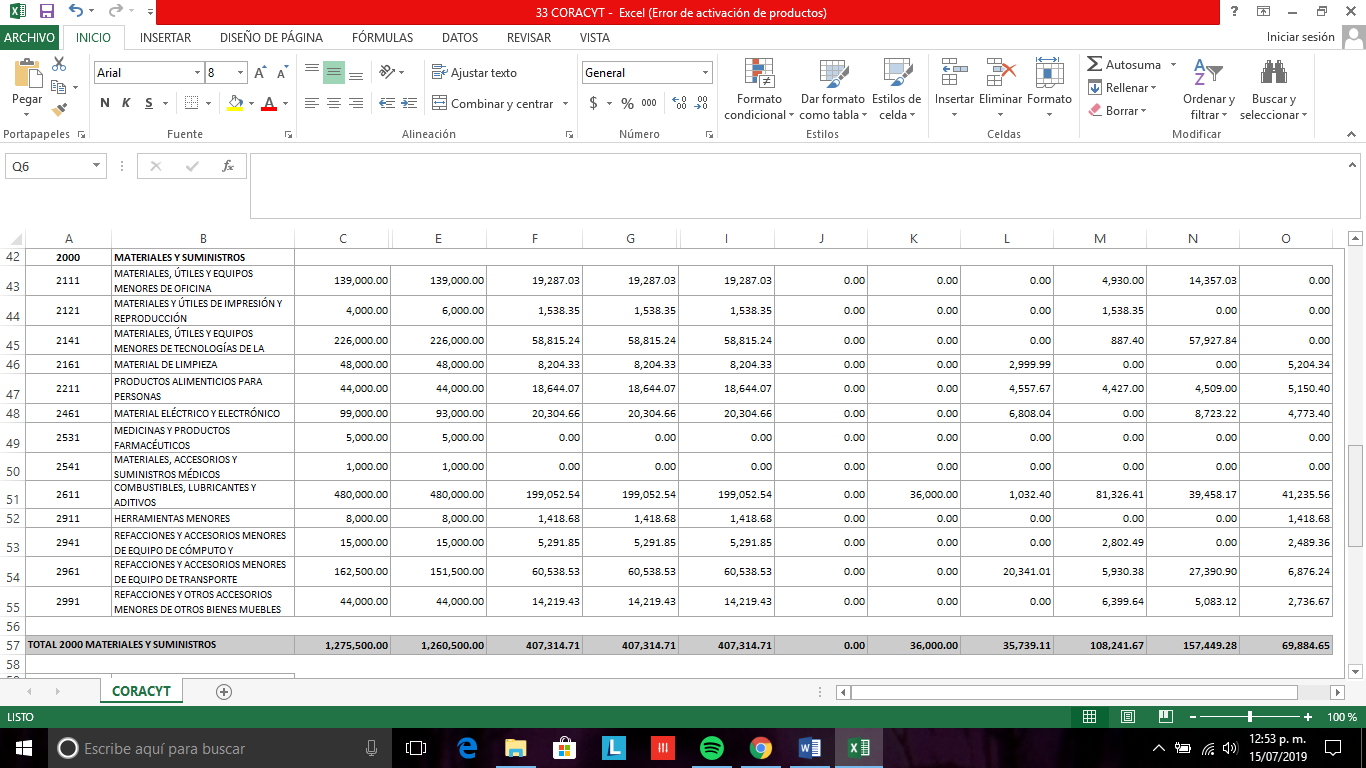 33 CORACYT - Excel (Error de activación de productos)
ARCHIVO INICIO INSERTAR DISEÑO DE PÁGINA FÓRMULAS DATOS REVISAR VISTA Iniciar sesión
Pegar
Arial 8
N K S
Ajustar texto
Combinar y centrar
General
$ % 000
Formato condicional
Dar formato como tabla
Estilos de celda
Insertar Eliminar Formato
Autosuma
Rellenar
Borrar
Ordenar y filtrar
Buscar y seleccionar
Portapapeles Fuente Alineación Número Estilos Celdas Modificar
Q6 fx
A B C E F G I J K L M N O
42 2000 MATERIALES Y SUMINISTROS
43 2111 MATERIALES, ÚTILES Y EQUIPOS MENORES DE OFICINA 139,000.00 139,000.00 19,287.03 19,287.03 19,287.03 0.00 0.00 0.00 4,930.00 14,357.03 0.00
44 2121 MATERIALES Y ÚTILES DE IMPRESIÓN Y REPRODUCCIÓN 4,000.00 6,000.00 1,538.35 1,538.35 1,538.35 0.00 0.00 0.00 1,538.35 0.00 0.00
45 2141 MATERIALES, ÚTILES Y EQUIPOS MENORES DE TECNOLOGÍAS DE LA 226,000.00 226,000.00 58,815.24 58,815.24 58,815.24 0.00 0.00 0.00 887.40 57,927.84 0.00
46 2161 MATERIAL DE LIMPIEZA 48,000.00 48,000.00 8,204.33 8,204.33 8,204.33 0.00 0.00 2,999.99 0.00 0.00 5,204.34
47 2211 PRODUCTOS ALIMENTICIOS PARA PERSONAS 44,000.00 44,000.00 18,644.07 18,644.07 18,644.07 0.00 0.00 4,557.67 4,427.00 4,509.00 5,150.40
48 2461 MATERIAL ELÉCTRICO Y ELECTRÓNICO 99,000.00 93,000.00 20,304.66 20,304.66 20,304.66 0.00 0.00 6,808.04 0.00 8,723.22 4,773.40
49 2531 MEDICINAS Y PRODUCTOS FARMACÉUTICOS 5,000.00 5,000.00 0.00 0.00 0.00 0.00 0.00 0.00 0.00 0.00 0.00
50 2541 MATERIALES, ACCESORIOS Y SUMINISTROS MÉDICOS 1,000.00 1,000.00 0.00 0.00 0.00 0.00 0.00 0.00 0.00 0.00 0.00
51 2611 COMBUSTIBLES, LUBRICANTES Y ADITIVOS 480,000.00 480,000.00 199,052.54 199,052.54 199,052.54 0.00 36,000.00 1,032.40 81,326.41 39,458.17 41,235.56
52 2911 HERRAMIENTAS MENORES 8,000.00 8,000.00 1,418.68 1,418.68 1,418.68 0.00 0.00 0.00 0.00 0.00 1,418.68
53 2941 REFACCIONES Y ACCESORIOS MENORES DE EQUIPO DE CÓMPUTO Y 15,000.00 15,000.00 5,291.85 5,291.85 5,291.85 0.00 0.00 0.00 2,802.49 0.00 2,489.36
54 2961 REFACCIONES Y ACCESORIOS MENORES DE EQUIPO DE TRANSPORTE 162,500.00 151,500.00 60,538.53 60,538.53 60,538.53 0.00 0.00 20,341.01 5,930.38 27,390.90 6,876.24
55 2991 REFACCIONES Y OTROS ACCESORIOS MENORES DE OTROS BIENES MUEBLES 44,000.00 44,000.00 14,219.43 14,219.43 14,219.43 0.00 0.00 0.00 6,399.64 5,083.12 2,736.67
56
57 TOTAL 2000 MATERIALES Y SUMINISTROS 1,275,500.00 1,260,500.00 407,314.71 407,314.71 407,314.71 0.00 36,000.00 35,739.11 108,241.67 157,449.28 69,884.65
58
CORACYT
LISTO 100 %
Escribe aquí para buscar
12:53 p. m.
15/07/2019